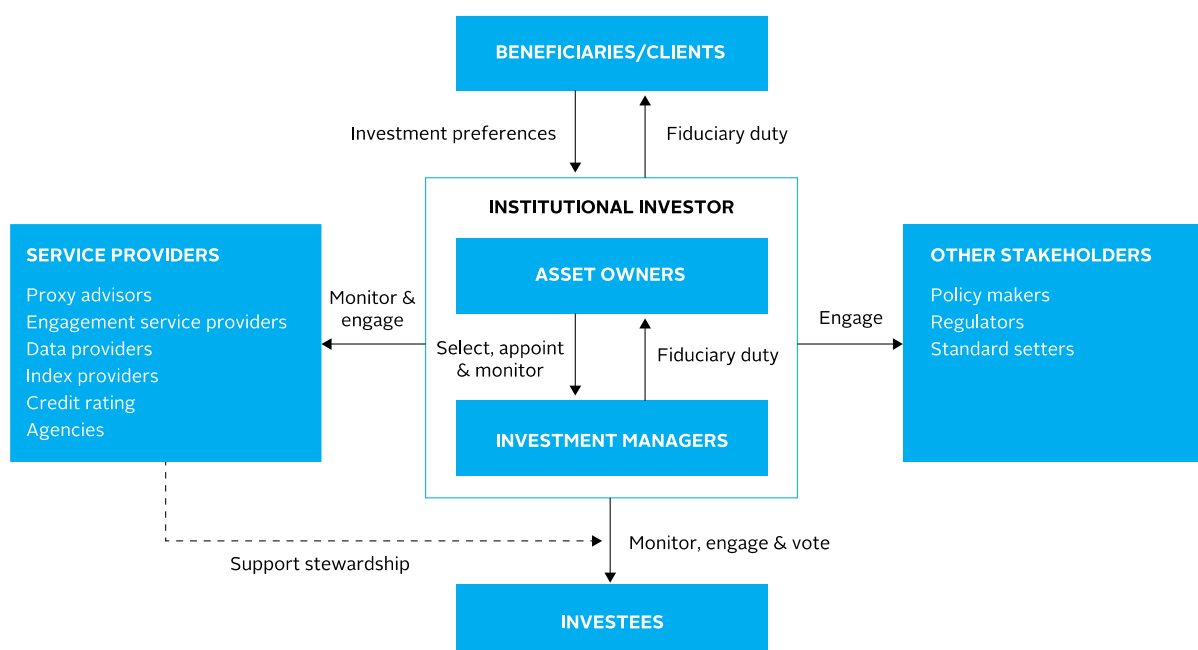 BENEFICIARIES/CLIENTS
Investment preferences
Fiduciary duty
INSTITUTIONAL INVESTOR
SERVICE PROVIDERS
Proxy advisors
Engagement service providers
Data providers
Index providers
Credit rating
Agencies
Monitor &
engage
ASSET OWNERS
Select, appoint
& monitor
Fiduciary duty
INVESTMENT MANAGERS
Engage
OTHER STAKEHOLDERS
Policy makers
Regulators
Standard setters
Support stewardship
Monitor, engage & vote
INVESTEES